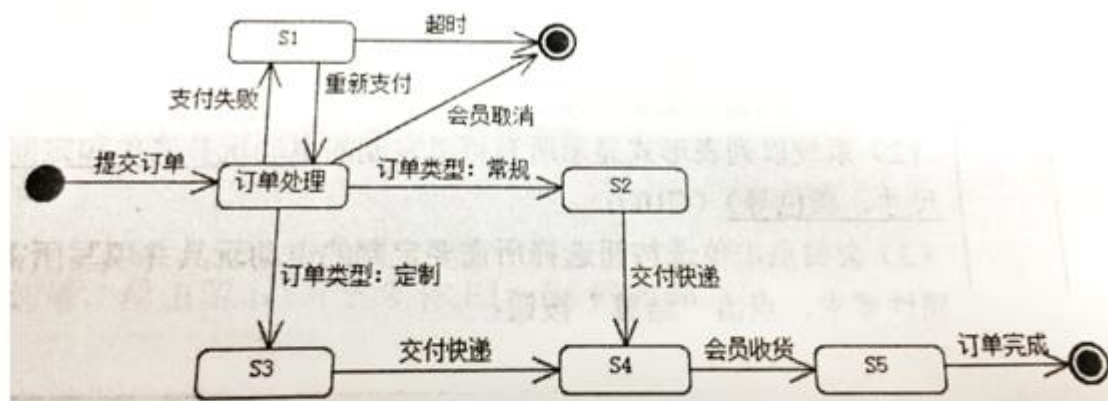 S1
超时
支付失败
重新支付
会员取消
提交订单
订单处理
订单类型：常规
S2
订单类型：定制
交付快递
S3
交付快递
S4
会员收货
S5
订单完成